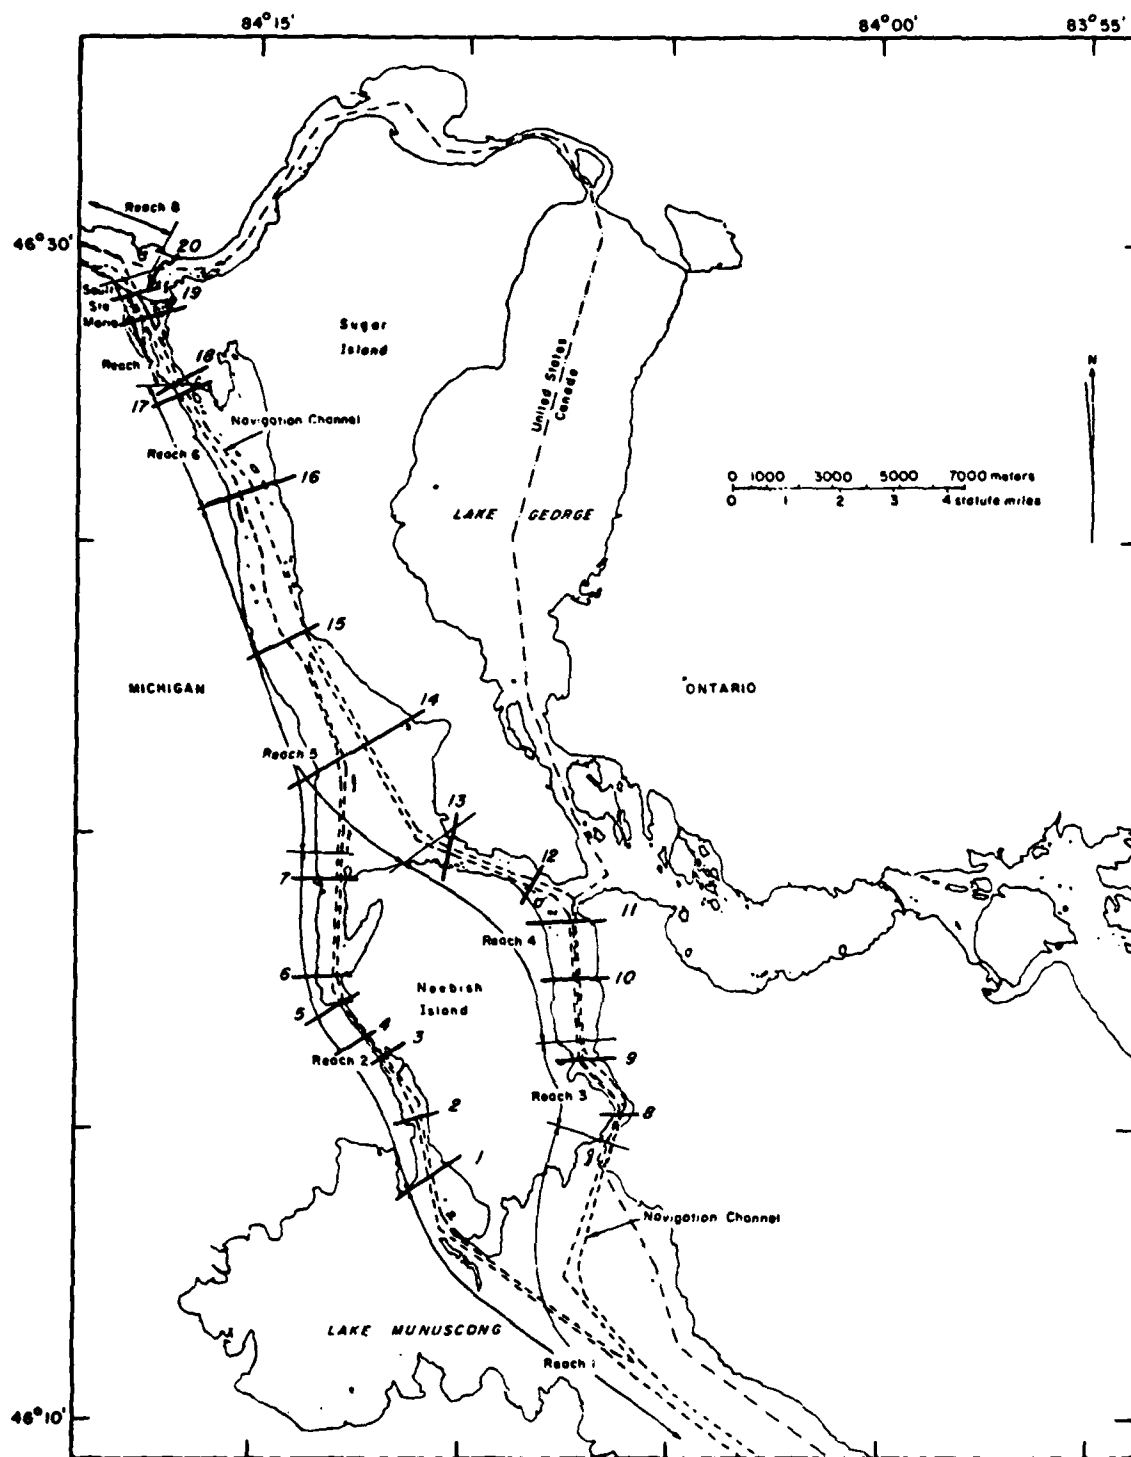 84°15' 84°00' 83°55'
Reach 8
46°30'
20
Sault
Ste
Marie
19
Sugar
Island
Reach 7
18
17
United States
Canada
N
Navigation Channel
Reach 6
16
0 1000 3000 5000 7000 meters
0 1 2 3 4 statute miles
LAKE GEORGE
15
MICHIGAN
ONTARIO
14
Reach 5
13
12
7
11
Reach 4
6
10
Neebish
Island
5
4
3
Reach 2
9
Reach 3
2
8
1
Navigation Channel
LAKE MUNUSCONG
Reach 1
46°10'